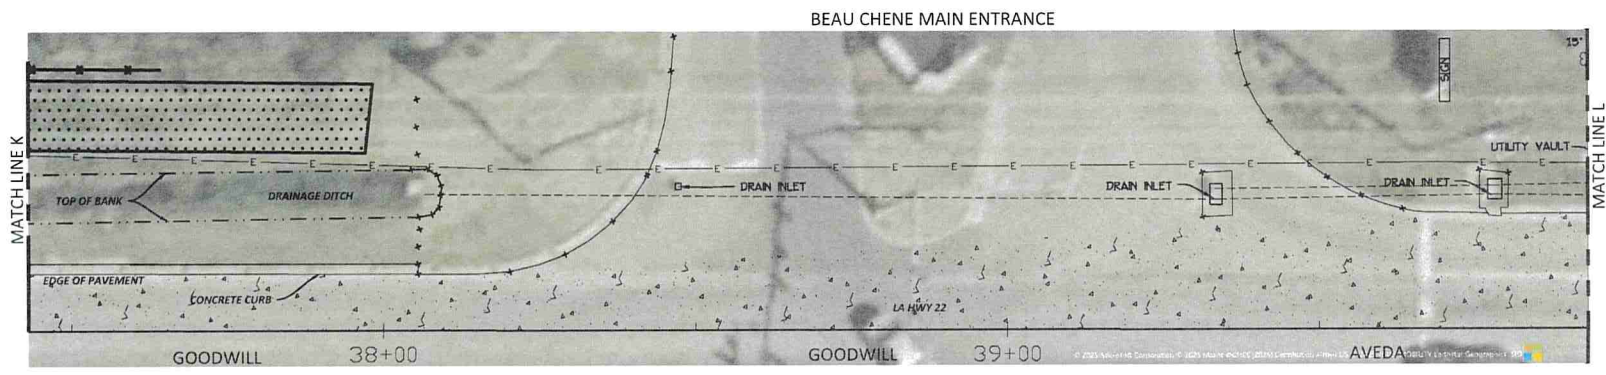 BEAU CHENE MAIN ENTRANCE
15'
SIGN
MATCH LINE K
MATCH LINE L
UTILITY VAULT
E E E E E E E E E E E E E E E E E E E E
TOP OF BANK
DRAINAGE DITCH
DRAIN INLET
DRAIN INLET
DRAIN INLET
EDGE OF PAVEMENT
CONCRETE CURB
LA HWY 22
GOODWILL
38+00
GOODWILL
39+00
AVEDA